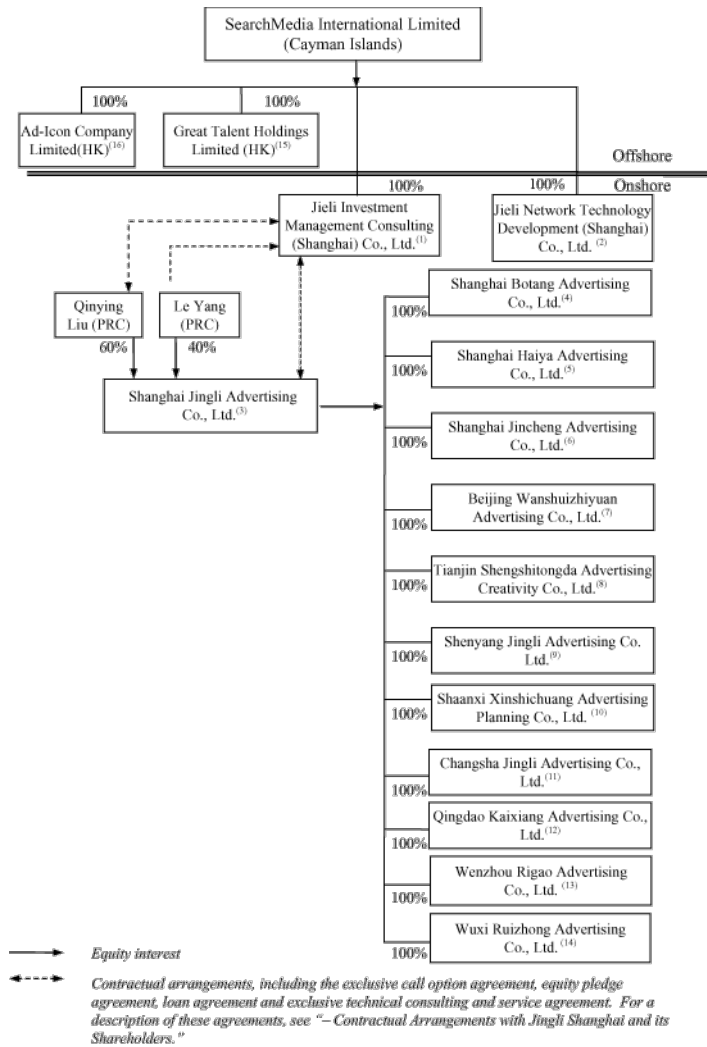 SearchMedia International Limited
(Cayman Islands)
100%
100%
Ad-Icon Company
Limited(HK)(16)
Great Talent Holdings
Limited (HK)(15)
Offshore
Onshore
100%
100%
Jieli Investment
Management Consulting
(Shanghai) Co., Ltd.(1)
Jieli Network Technology
Development (Shanghai)
Co., Ltd. (2)
Qinying
Liu (PRC)
Le Yang
(PRC)
60%
40%
Shanghai Jingli Advertising
Co., Ltd.(3)
Shanghai Botang Advertising
Co., Ltd.(4)
100%
Shanghai Haiya Advertising
Co., Ltd.(5)
100%
Shanghai Jincheng Advertising
Co., Ltd.(6)
100%
Beijing Wanshuizhiyuan
Advertising Co., Ltd.(7)
100%
Tianjin Shengshitongda Advertising
Creativity Co., Ltd.(8)
100%
Shenyang Jingli Advertising Co.
Ltd.(9)
100%
Shaanxi Xinshichuang Advertising
Planning Co., Ltd. (10)
100%
Changsha Jingli Advertising Co.,
Ltd.(11)
100%
Qingdao Kaixiang Advertising Co.,
Ltd.(12)
100%
Wenzhou Rigao Advertising
Co., Ltd. (13)
100%
Wuxi Ruizhong Advertising
Co., Ltd. (14)
100%
Equity interest
Contractual arrangements, including the exclusive call option agreement, equity pledge
agreement, loan agreement and exclusive technical consulting and service agreement. For a
description of these agreements, see “– Contractual Arrangements with Jingli Shanghai and its
Shareholders.”